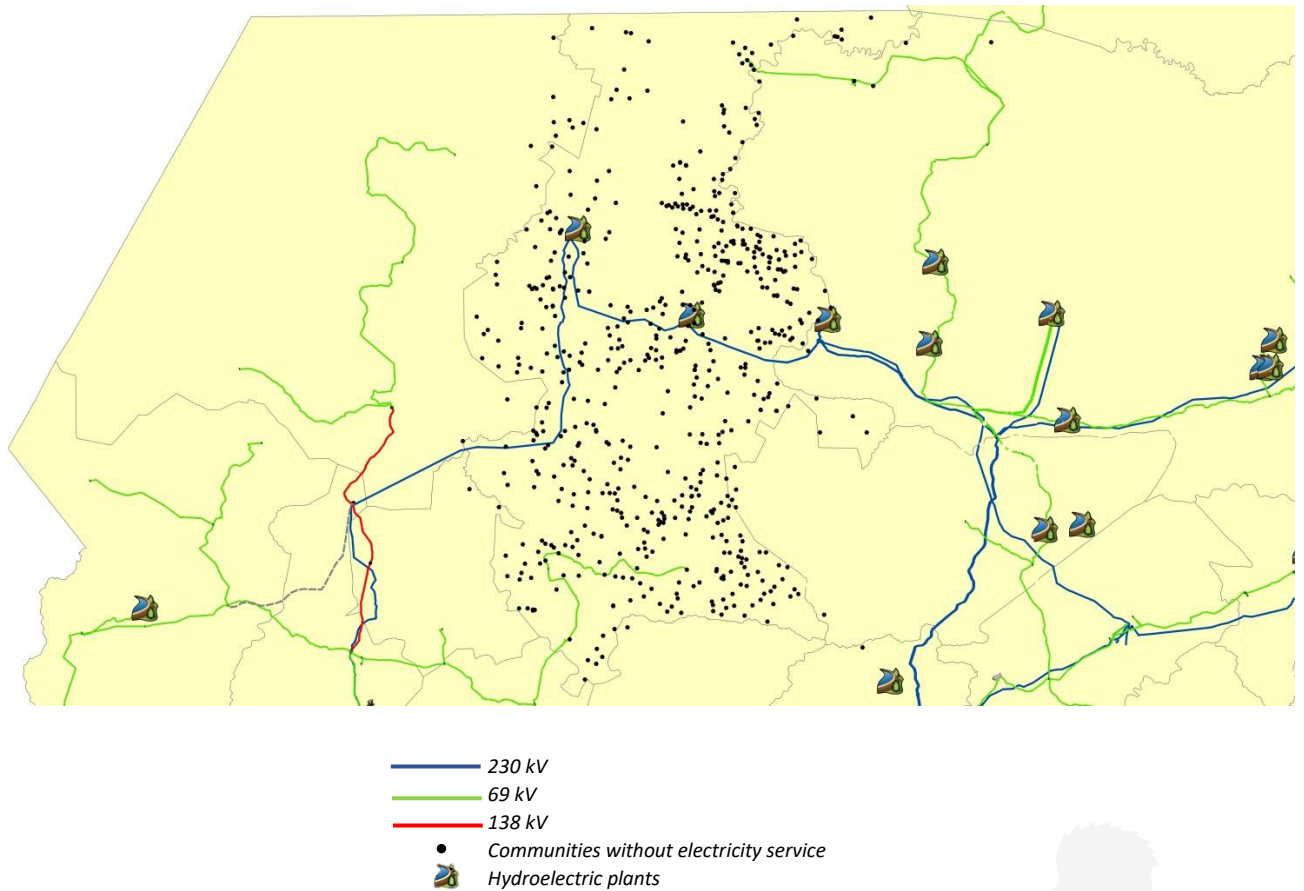 230 kV
69 kV
138 kV
Communities without electricity service
Hydroelectric plants